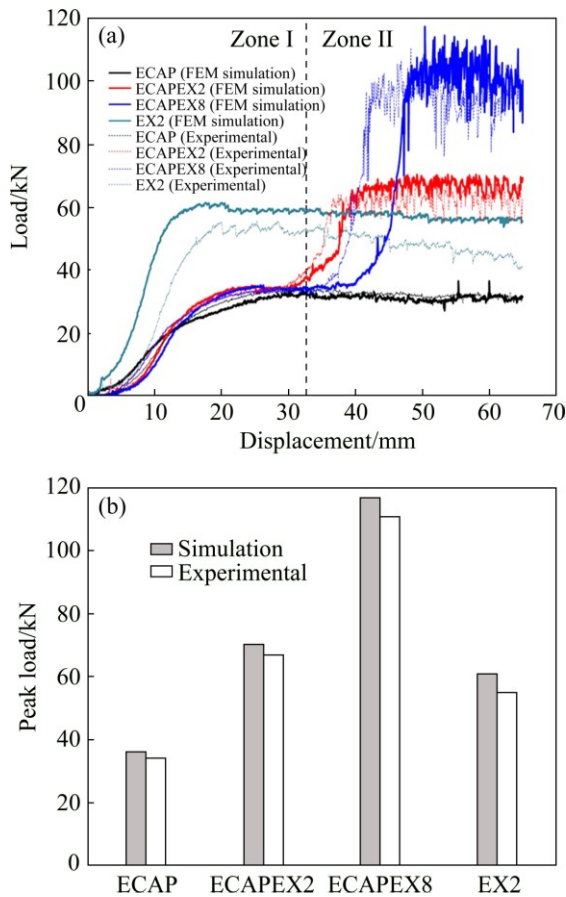 (a)
Zone I
Zone II
ECAP (FEM simulation)
ECAPEX2 (FEM simulation)
ECAPEX8 (FEM simulation)
EX2 (FEM simulation)
ECAP (Experimental)
ECAPEX2 (Experimental)
ECAPEX8 (Experimental)
EX2 (Experimental)
Load/kN
120
100
80
60
40
20
0
10 20 30 40 50 60 70
Displacement/mm
(b)
Simulation
Experimental
Peak load/kN
120
100
80
60
40
20
0
ECAP ECAPEX2 ECAPEX8 EX2